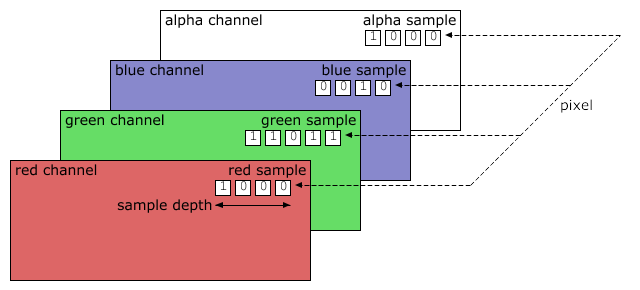 alpha channel alpha sample
1 0 0 0
blue channel blue sample
0 0 1 0
pixel
green channel green sample
1 1 0 1 1
red channel red sample
1 0 0 0
sample depth